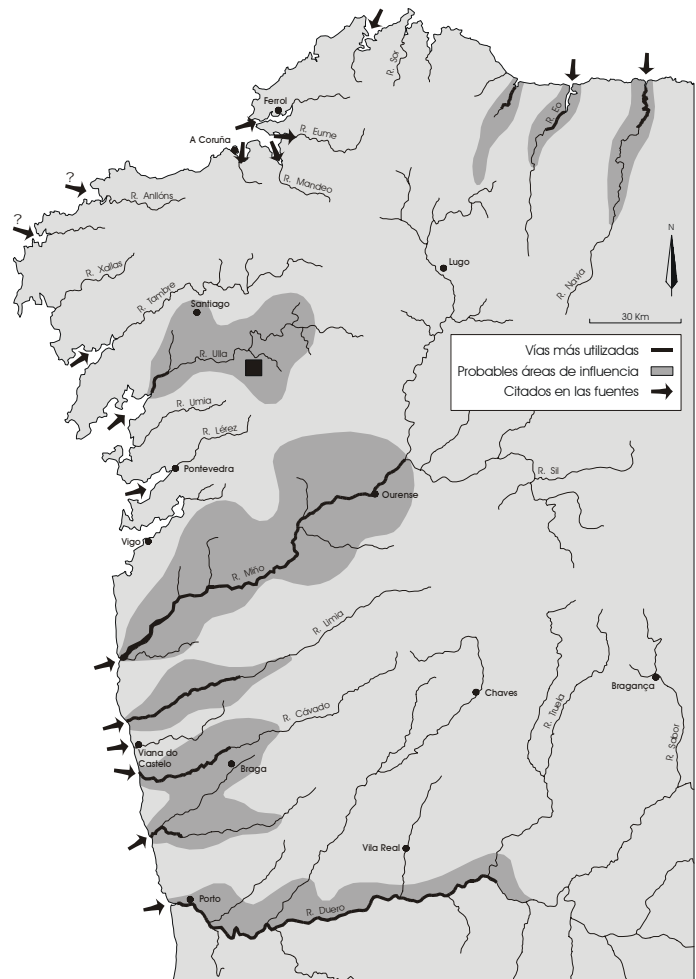 R. Sor
Ferrol
R. Eume
R. Eo
A Coruña
R. Mandeo
?
R. Anllóns
?
Lugo
R. Xallas
R. Tambre
R. Navia
N
Santiago
30 Km
R. Ulla
Vías más utilizadas
Probables áreas de influencia
Citados en las fuentes
R. Umia
R. Lérez
Pontevedra
R. Sil
Ourense
Vigo
R. Miño
R. Limia
Bragança
Chaves
R. Cávado
R. Truela
R. Sabor
Viana do
Castelo
Braga
Vila Real
Porto
R. Duero